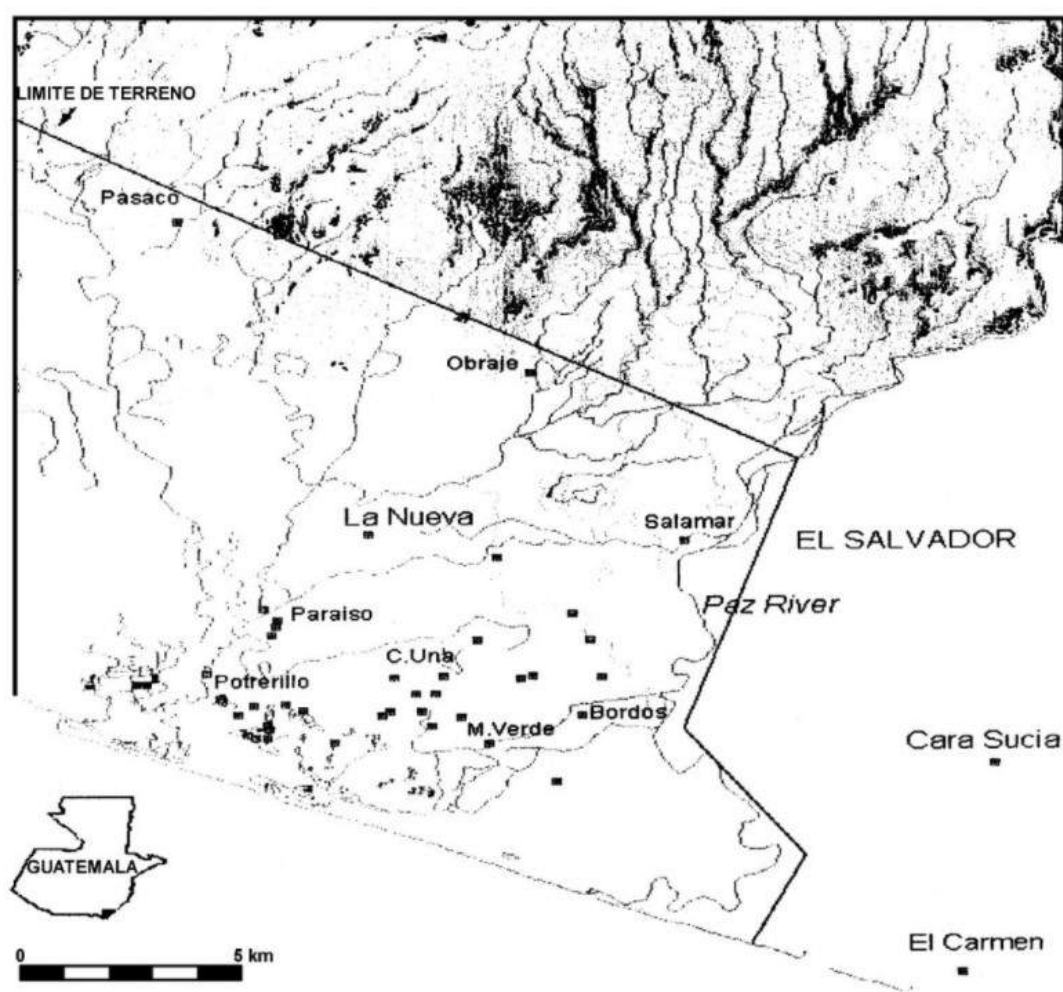 LIMITE DE TERRENO
Pasaco
Obraje
La Nueva
Salamar
EL SALVADOR
Paz River
Paraiso
C.Una
Potrerillo
Bordos
M.Verde
Cara Sucia
GUATEMALA
El Carmen
0 5 km